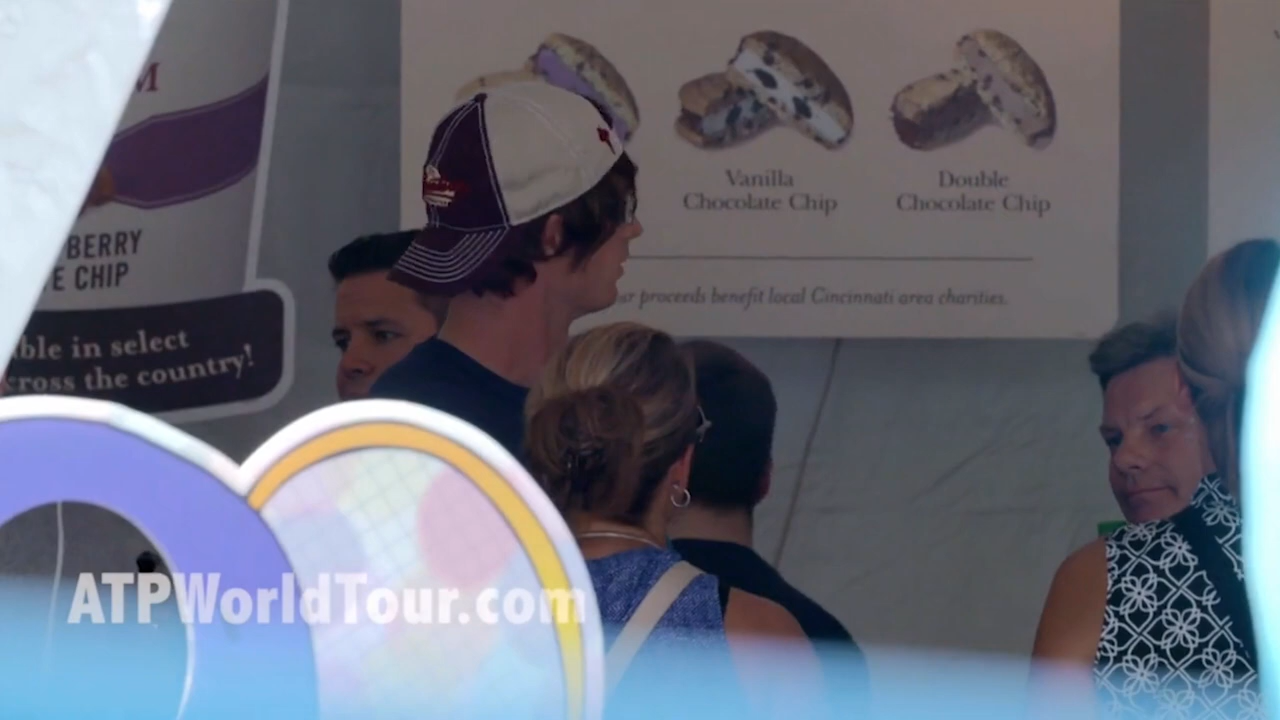 M
BERRY
E CHIP
ble in select
cross the country!
Vanilla
Chocolate Chip
Double
Chocolate Chip
ur proceeds benefit local Cincinnati area charities.
ATPWorldTour.com